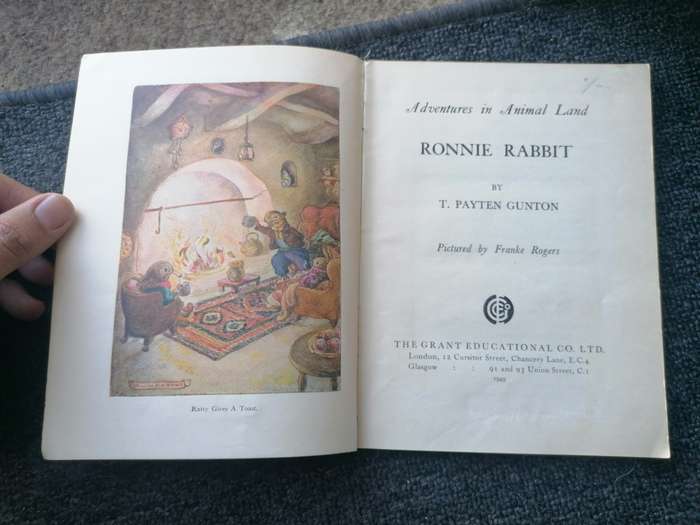 Ratty Gives A Toast.
Adventures in Animal Land
RONNIE RABBIT
BY
T. PAYTEN GUNTON
Pictured by Franke Rogers
THE GRANT EDUCATIONAL CO. LTD.
London, 12 Cursitor Street, Chancery Lane, E.C.4
Glasgow : : 91 and 93 Union Street, C.1